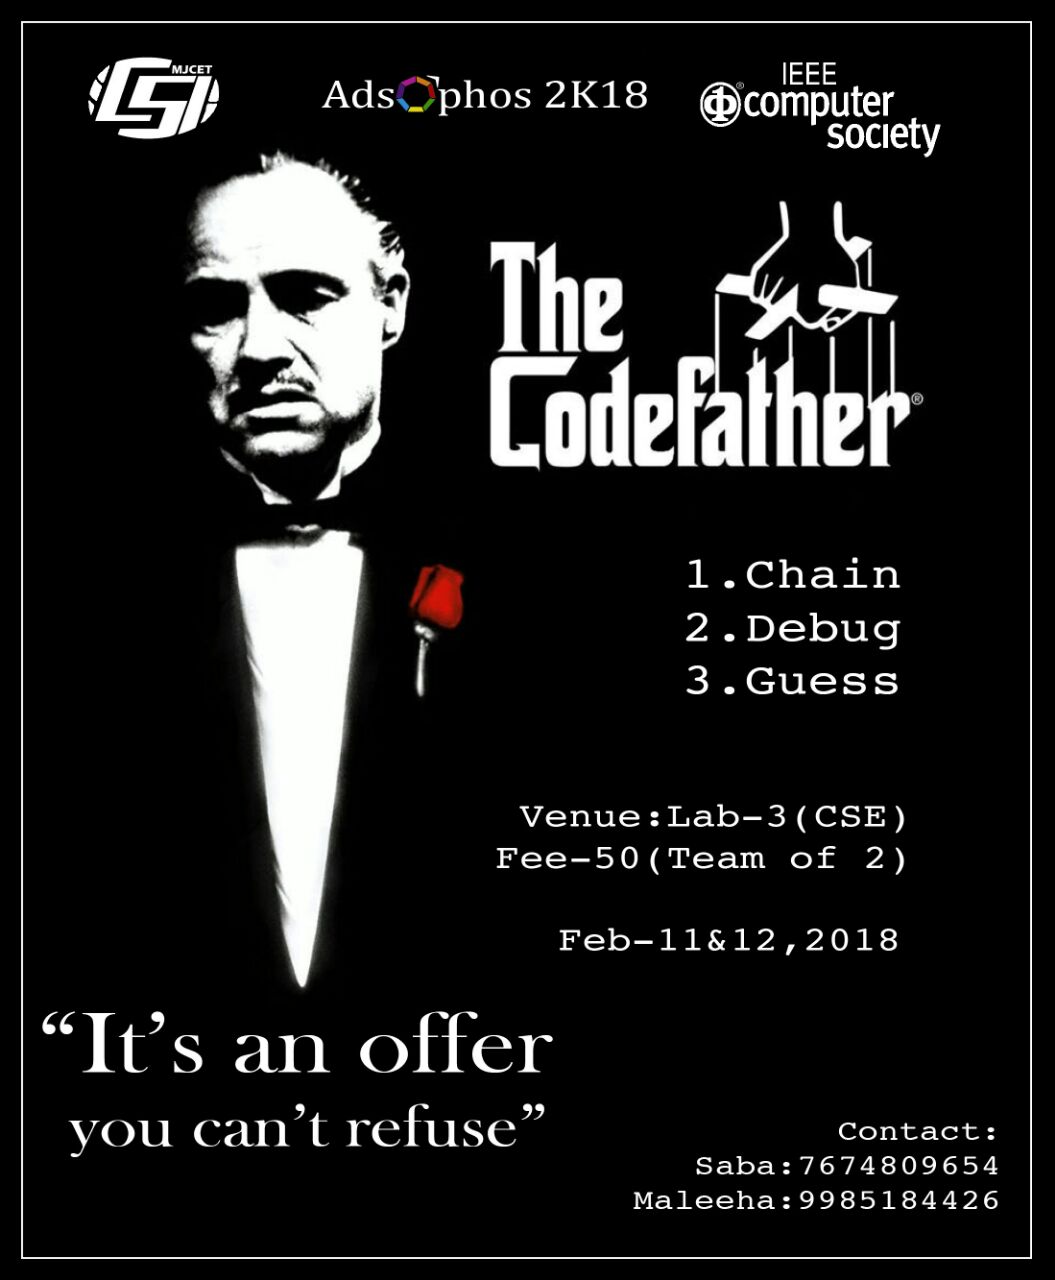 MJCET
CSI
Adsophos 2K18
IEEE
computer
society
The
Codefather®
1.Chain
2.Debug
3.Guess
Venue:Lab-3(CSE)
Fee-50(Team of 2)
Feb-11&12,2018
“It’s an offer
you can’t refuse”
Contact:
Saba:7674809654
Maleeha:9985184426